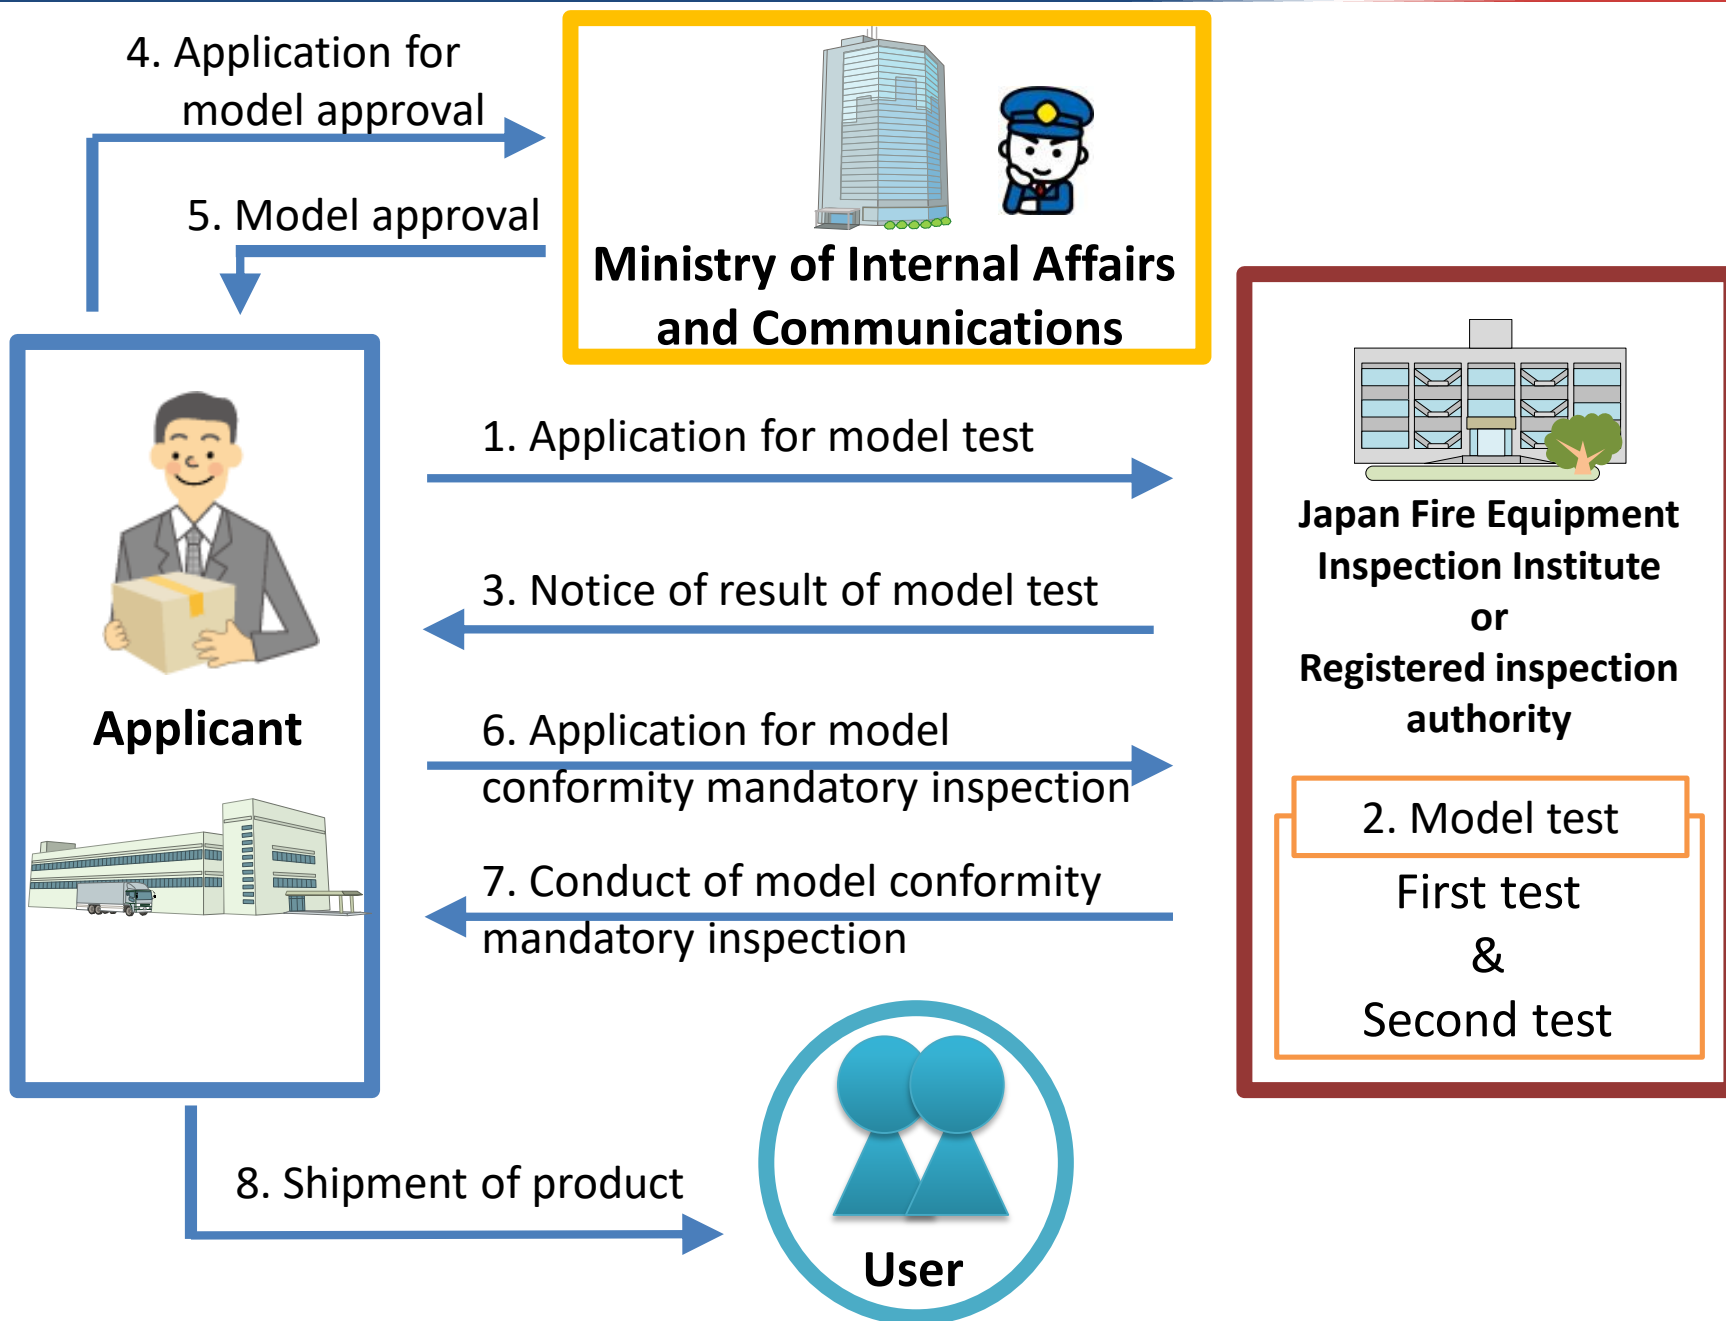 4. Application for
model approval
5. Model approval
Ministry of Internal Affairs
and Communications
1. Application for model test
3. Notice of result of model test
Applicant
6. Application for model
conformity mandatory inspection
7. Conduct of model conformity
mandatory inspection
Japan Fire Equipment
Inspection Institute
or
Registered inspection
authority
2. Model test
First test
&
Second test
8. Shipment of product
User